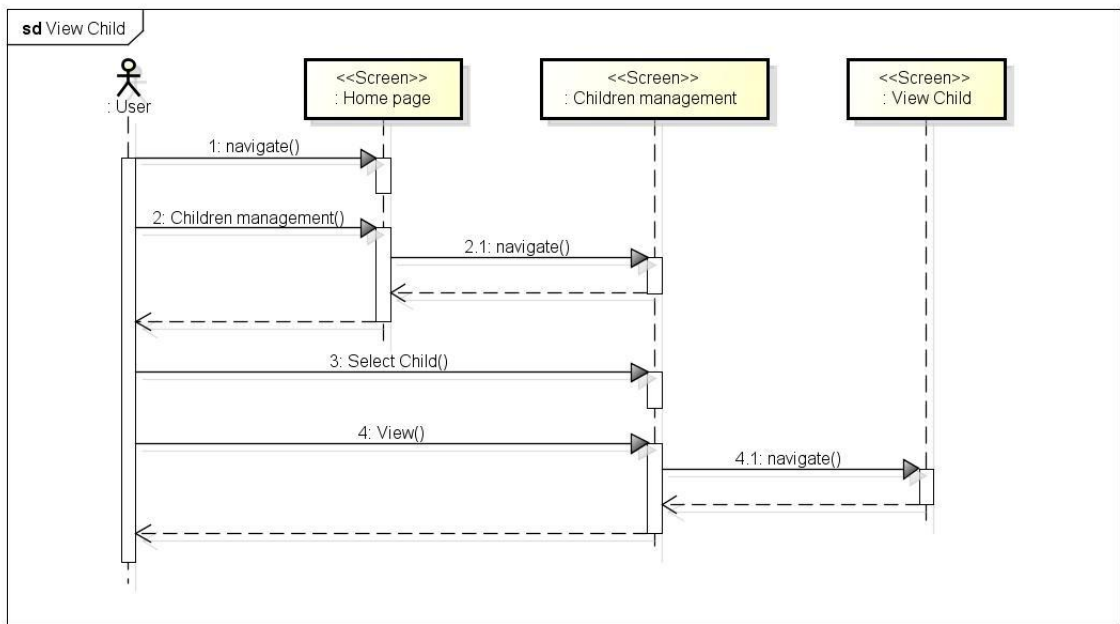 sd View Child
<<Screen>>
: Home page
<<Screen>>
: Children management
<<Screen>>
: View Child
: User
1: navigate()
2: Children management()
2.1: navigate()
3: Select Child()
4: View()
4.1: navigate()